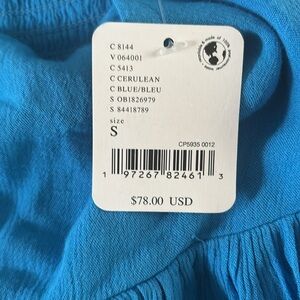 C 8144
V 064001
C 5413
C CERULEAN
C BLUE/BLEU
S OB1826979
S 84418789
size
S
CP5935 0012
1 97267 82461 3
$78.00 USD